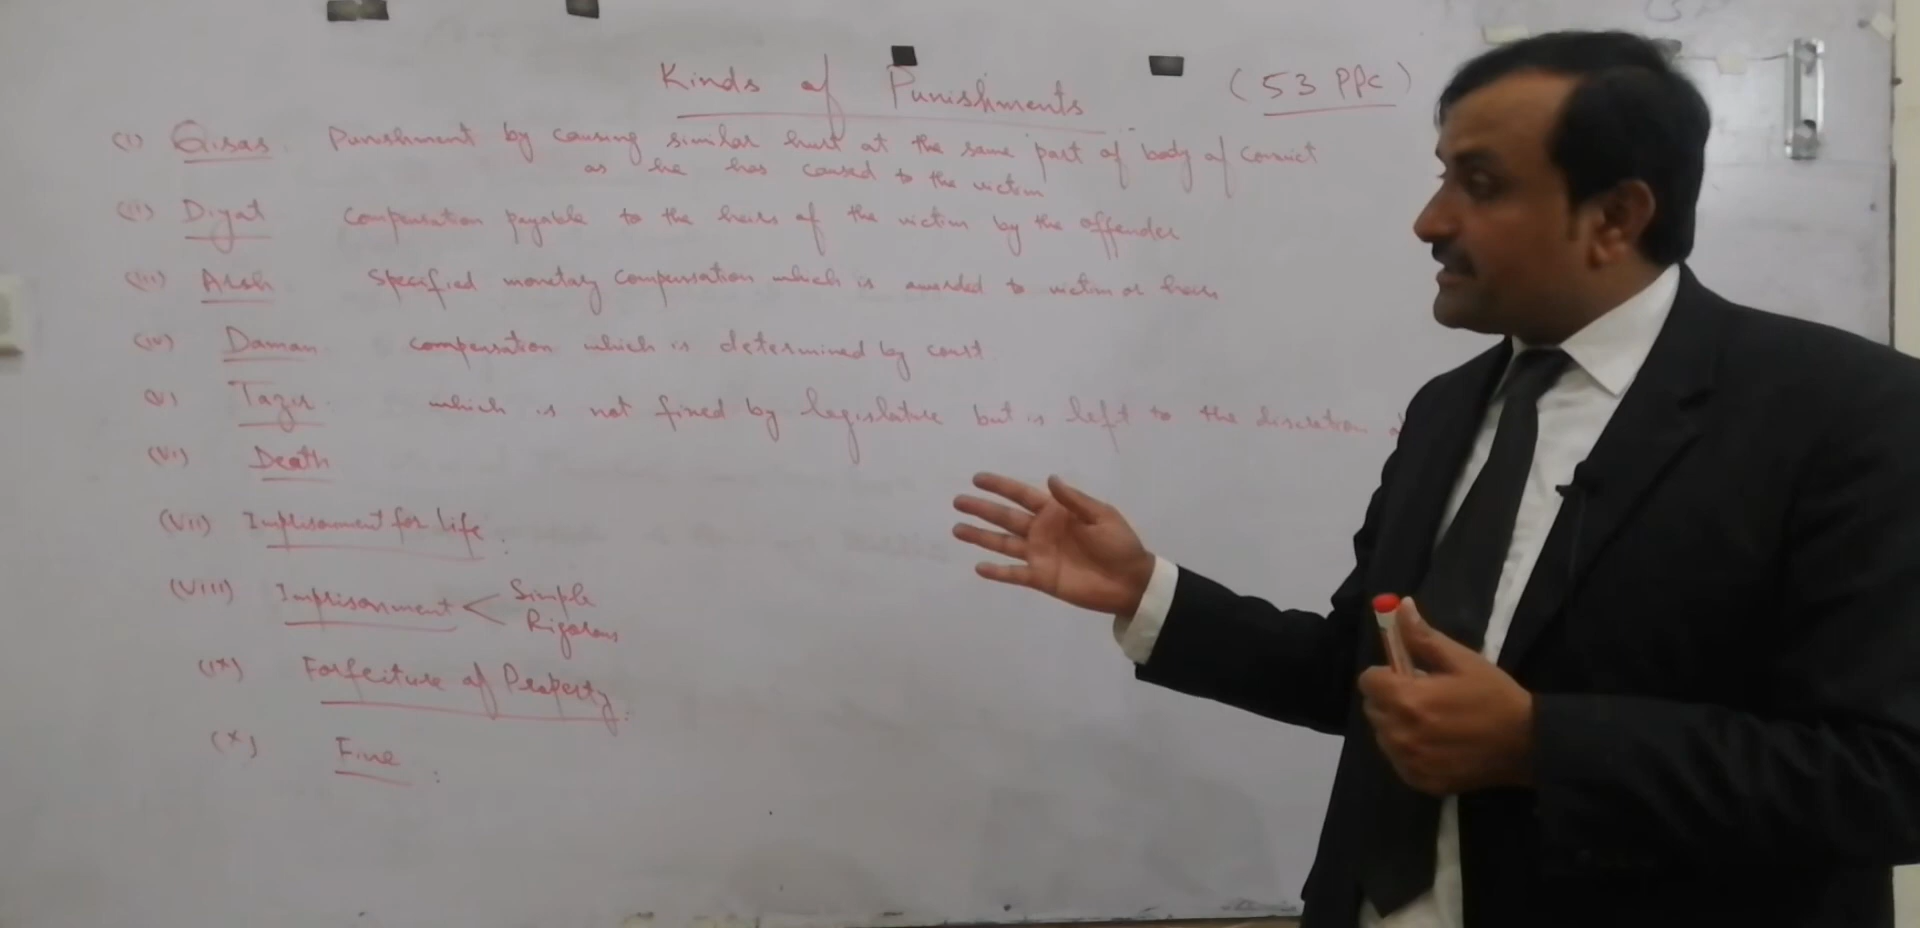 Kinds of Punishments (53 PPC)
(i) Qisas Punishment by causing similar hurt at the same part of body of convict
as he has caused to the victim
(ii) Diyat Compensation payable to the heirs of the victim by the offender
(iii) Arsh Specified monetary compensation which is awarded to victim or heirs
(iv) Daman compensation which is determined by court
(v) Tazir which is not fixed by legislature but is left to the discretion
(vi) Death
(vii) Imprisonment for life
(viii) Imprisonment < Simple
Rigorous
(ix) Forfeiture of Property
(x) Fine